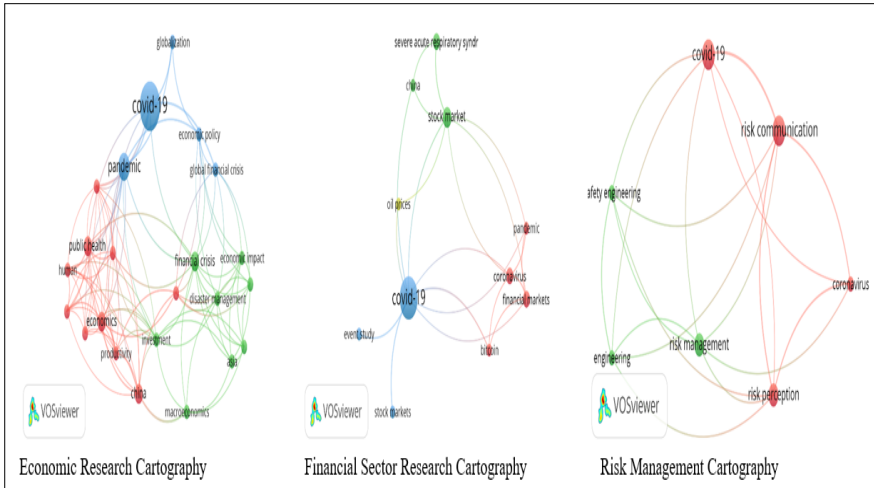 globalization
covid-19
economic policy
pandemic
global financial crisis
public health
human
financial crisis
economic impact
disaster management
economics
investment
productivity
asia
china
macroeconomics
VOSviewer
Economic Research Cartography
severe acute respiratory syndr
china
stock market
oil prices
pandemic
coronavirus
covid-19
financial markets
event study
bitcoin
stock markets
VOSviewer
Financial Sector Research Cartography
covid-19
risk communication
afety engineering
coronavirus
risk management
engineering
risk perception
VOSviewer
Risk Management Cartography